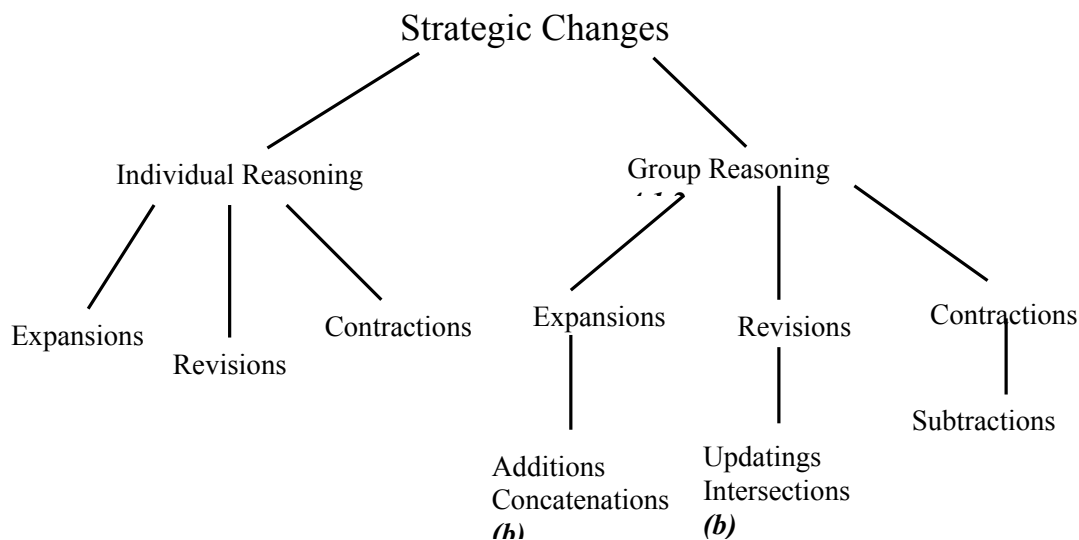 Strategic Changes
Individual Reasoning
Group Reasoning
Expansions
Revisions
Contractions
Expansions
Revisions
Contractions
Subtractions
Additions
Concatenations
(b)
Updatings
Intersections
(b)